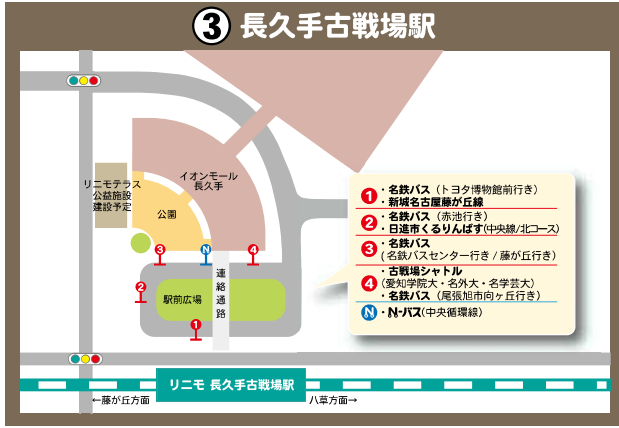 ③ 長久手古戦場駅
リニモテラス
公益施設
建設予定
イオンモール
長久手
公園
3
N
4
2
1
駅前広場
連絡通路
1
・名鉄バス（トヨタ博物館前行き）
・新城名古屋藤が丘線
2
・名鉄バス（赤池行き）
・日進市くるりんばす(中央線/北コース)
3
・名鉄バス
(名鉄バスセンター行き / 藤が丘行き)
4
・古戦場シャトル
(愛知学院大・名外大・名学芸大)
・名鉄バス（尾張旭市向ヶ丘行き）
N
・N-バス(中央循環線)
リニモ 長久手古戦場駅
←藤が丘方面
八草方面→